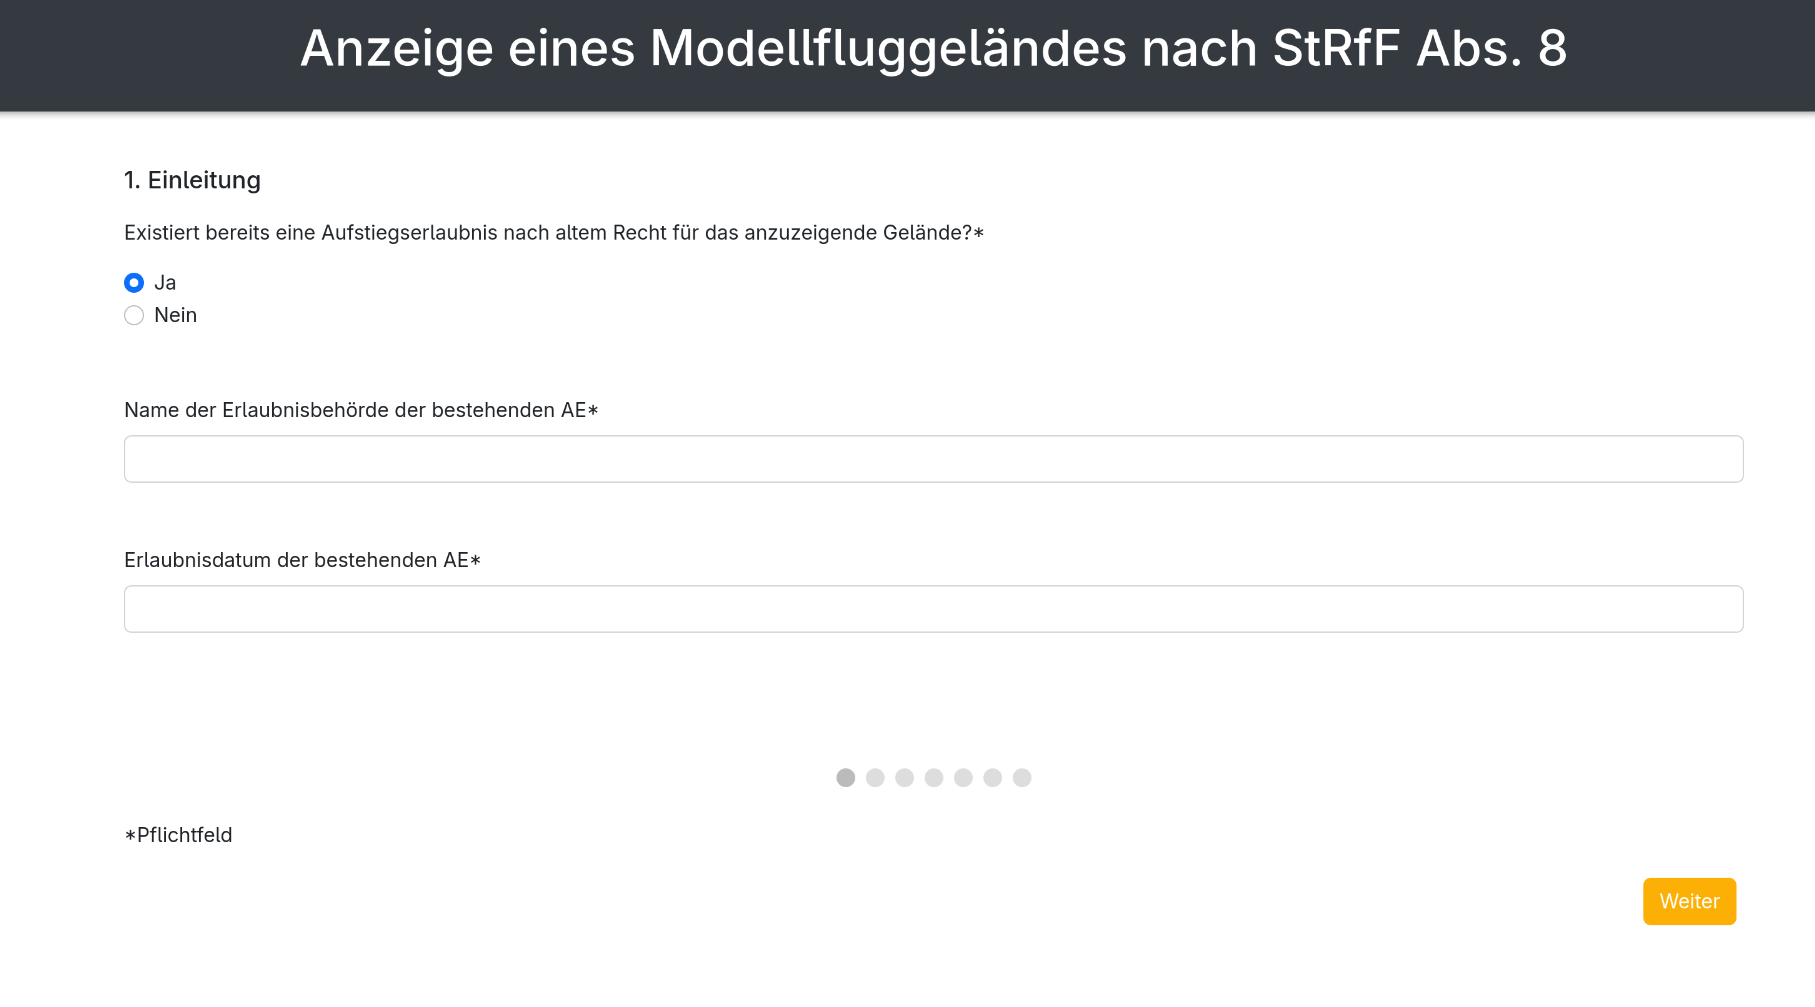 Anzeige eines Modellfluggeländes nach StRfF Abs. 8
1. Einleitung
Existiert bereits eine Aufstiegserlaubnis nach altem Recht für das anzuzeigende Gelände?*
Ja
Nein
Name der Erlaubnisbehörde der bestehenden AE*
Erlaubnisdatum der bestehenden AE*
*Pflichtfeld
Weiter